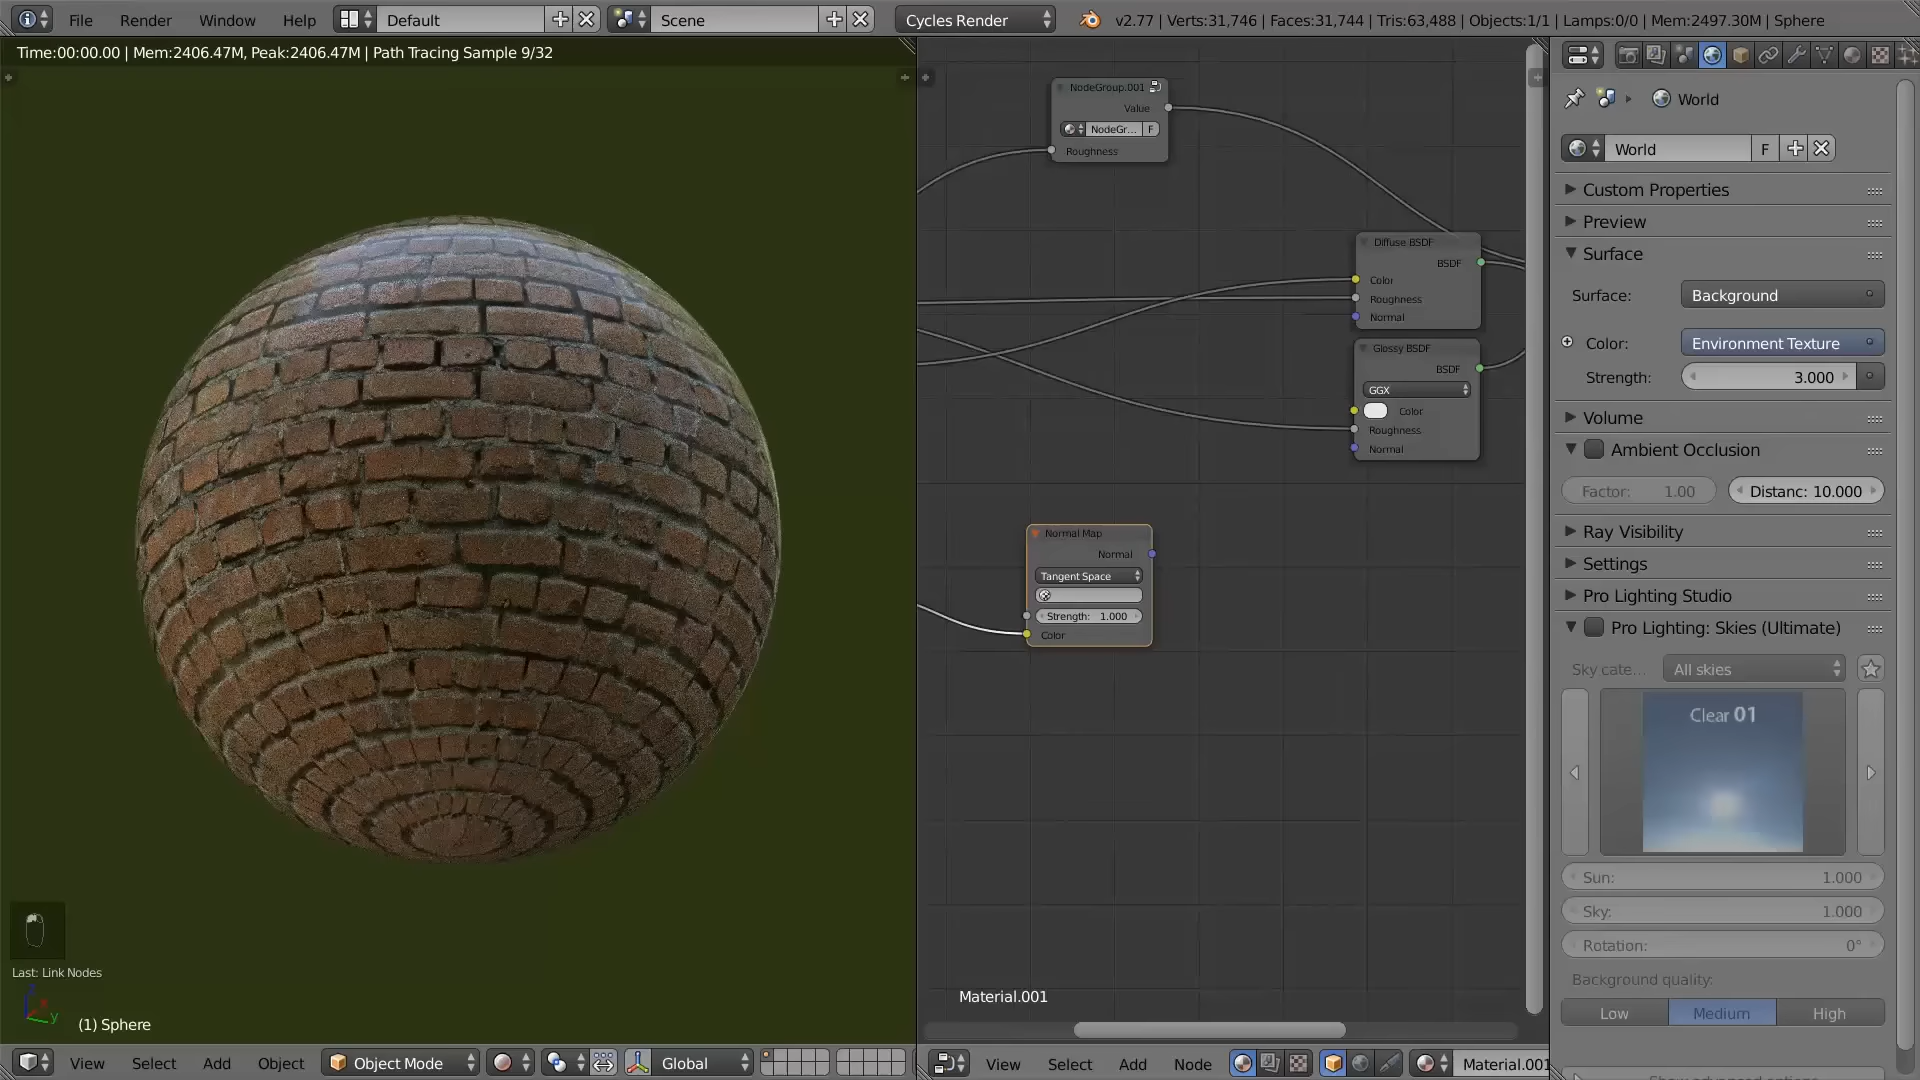 File Render Window Help Default Scene Cycles Render v2.77 | Verts:31,746 | Faces:31,744 | Tris:63,488 | Objects:1/1 | Lamps:0/0 | Mem:2497.30M | Sphere
Time:00:00.00 | Mem:2406.47M, Peak:2406.47M | Path Tracing Sample 9/32
NodeGroup.001
Value
NodeGr... F
Roughness
Diffuse BSDF
BSDF
Color
Roughness
Normal
Glossy BSDF
BSDF
GGX
Color
Roughness
Normal
Normal Map
Normal
Tangent Space
Strength: 1.000
Color
Material.001
World
World F
Custom Properties
Preview
Surface
Surface: Background
Color: Environment Texture
Strength: 3.000
Volume
Ambient Occlusion
Factor: 1.00 Distanc: 10.000
Ray Visibility
Settings
Pro Lighting Studio
Pro Lighting: Skies (Ultimate)
Sky cate... All skies
Clear 01
Sun: 1.000
Sky: 1.000
Rotation: 0°
Background quality:
Low Medium High
Last: Link Nodes
z
y
(1) Sphere
View Select Add Object Object Mode Global
View Select Add Node Material.001